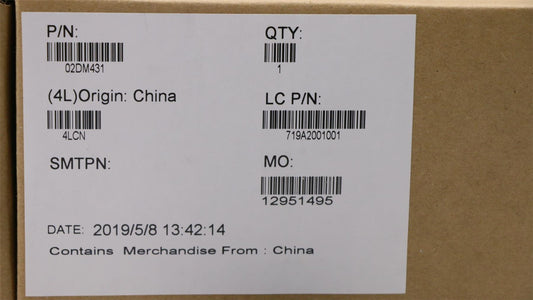 P/N: QTY:
02DM431 1
(4L)Origin: China LC P/N:
4LCN 719A2001001
SMTPN: MO:
12951495
DATE: 2019/5/8 13:42:14
Contains Merchandise From : China